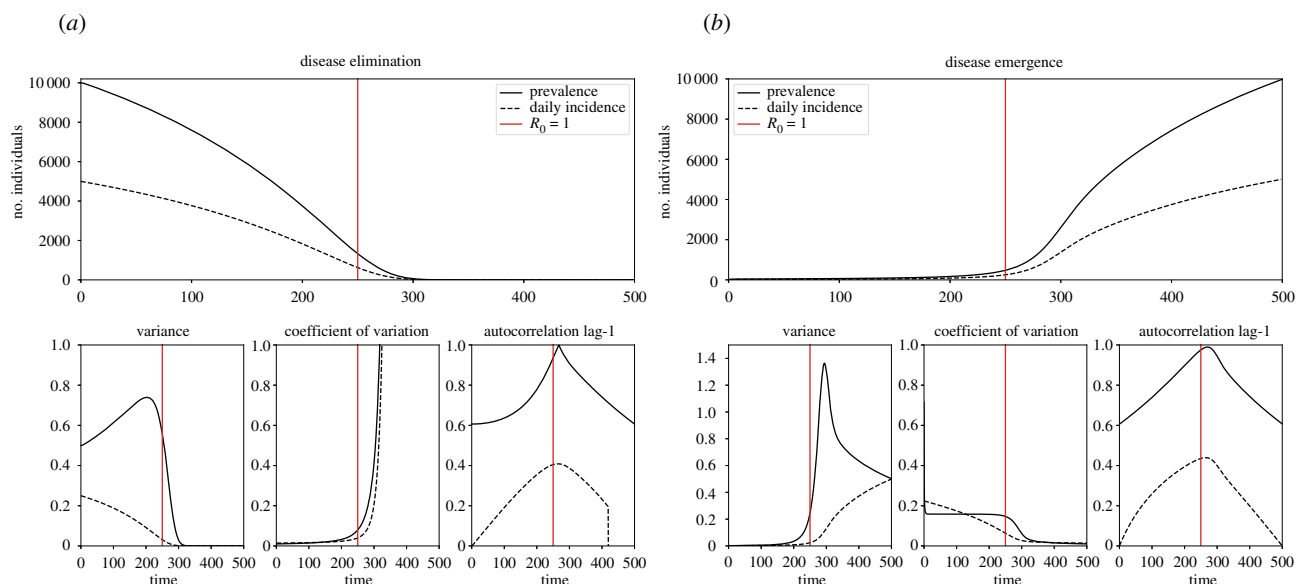 (a)
disease elimination
no. individuals
10 000
8000
6000
4000
2000
0
0 100 200 300 400 500
prevalence
daily incidence
R0 = 1
variance
1.0
0.8
0.6
0.4
0.2
0
0 100 200 300 400 500
coefficient of variation
1.0
0.8
0.6
0.4
0.2
0
0 100 200 300 400 500
time
autocorrelation lag-1
1.0
0.8
0.6
0.4
0.2
0
0 100 200 300 400 500
time
time
(b)
disease emergence
no. individuals
10 000
8000
6000
4000
2000
0
0 100 200 300 400 500
prevalence
daily incidence
R0 = 1
variance
1.4
1.2
1.0
0.8
0.6
0.4
0.2
0
0 100 200 300 400 500
time
coefficient of variation
1.0
0.8
0.6
0.4
0.2
0
0 100 200 300 400 500
time
autocorrelation lag-1
1.0
0.8
0.6
0.4
0.2
0
0 100 200 300 400 500
time